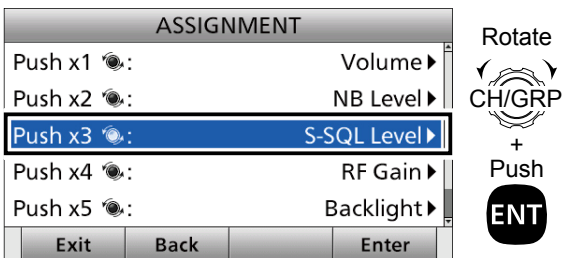 ASSIGNMENT
Push x1 : Volume
Push x2 : NB Level
Push x3 : S-SQL Level
Push x4 : RF Gain
Push x5 : Backlight
Exit Back Enter
Rotate
CH/GRP
+
Push
ENT